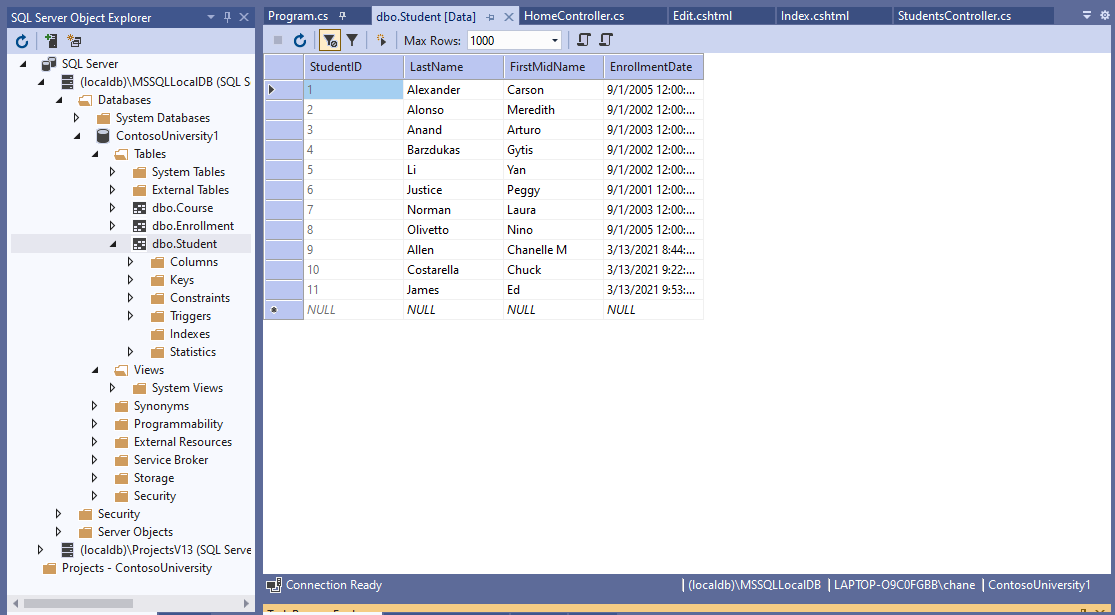 SQL Server Object Explorer
SQL Server
(localdb)\MSSQLLocalDB (SQL S
Databases
System Databases
ContosoUniversity1
Tables
System Tables
External Tables
dbo.Course
dbo.Enrollment
dbo.Student
Columns
Keys
Constraints
Triggers
Indexes
Statistics
Views
System Views
Synonyms
Programmability
External Resources
Service Broker
Storage
Security
Security
Server Objects
(localdb)\ProjectsV13 (SQL Serve
Projects - ContosoUniversity
Program.cs dbo.Student [Data] HomeController.cs Edit.cshtml Index.cshtml StudentsController.cs
Max Rows: 1000
StudentID LastName FirstMidName EnrollmentDate
1 Alexander Carson 9/1/2005 12:00:...
2 Alonso Meredith 9/1/2002 12:00:...
3 Anand Arturo 9/1/2003 12:00:...
4 Barzdukas Gytis 9/1/2002 12:00:...
5 Li Yan 9/1/2002 12:00:...
6 Justice Peggy 9/1/2001 12:00:...
7 Norman Laura 9/1/2003 12:00:...
8 Olivetto Nino 9/1/2005 12:00:...
9 Allen Chanelle M 3/13/2021 8:44:...
10 Costarella Chuck 3/13/2021 9:22:...
11 James Ed 3/13/2021 9:53:...
NULL NULL NULL NULL
Connection Ready | (localdb)\MSSQLLocalDB | LAPTOP-O9C0FGBB\chane | ContosoUniversity1